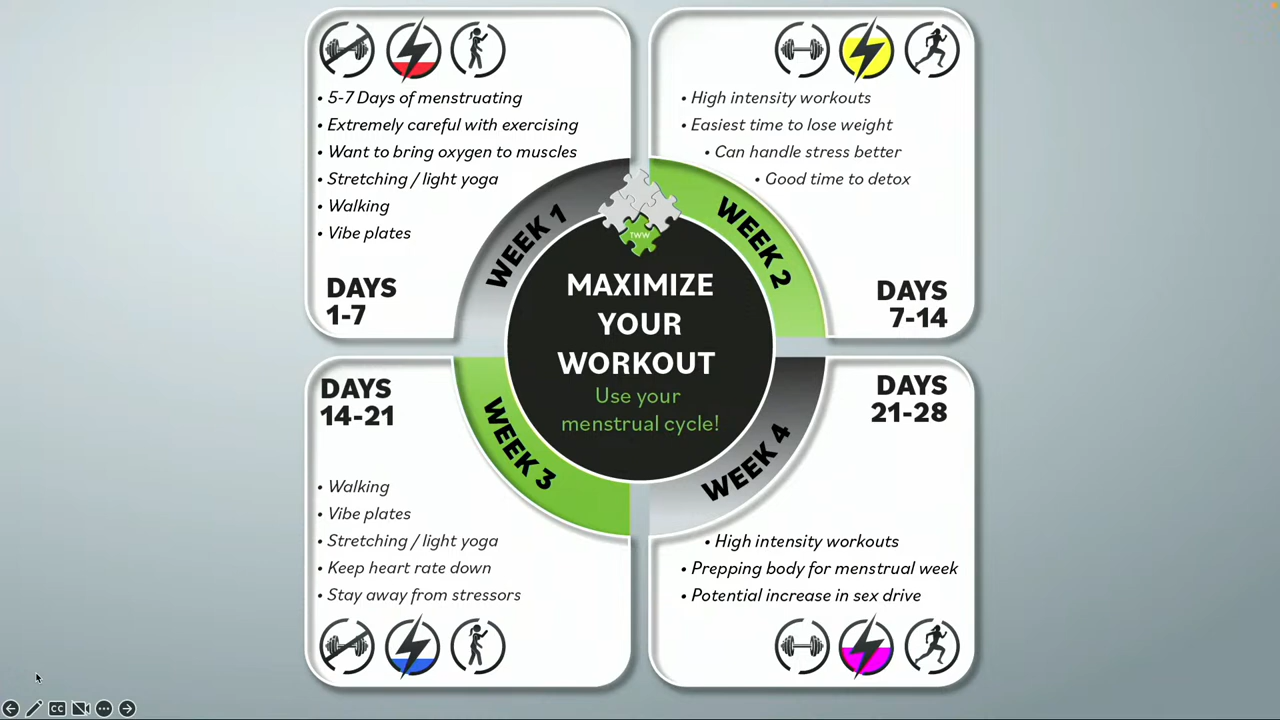 • 5-7 Days of menstruating
• Extremely careful with exercising
• Want to bring oxygen to muscles
• Stretching / light yoga
• Walking
• Vibe plates
DAYS
1-7
WEEK 1
• High intensity workouts
• Easiest time to lose weight
• Can handle stress better
• Good time to detox
WEEK 2
DAYS
7-14
TWW
MAXIMIZE
YOUR
WORKOUT
Use your
menstrual cycle!
DAYS
14-21
WEEK 3
• Walking
• Vibe plates
• Stretching / light yoga
• Keep heart rate down
• Stay away from stressors
DAYS
21-28
WEEK 4
• High intensity workouts
• Prepping body for menstrual week
• Potential increase in sex drive
CC